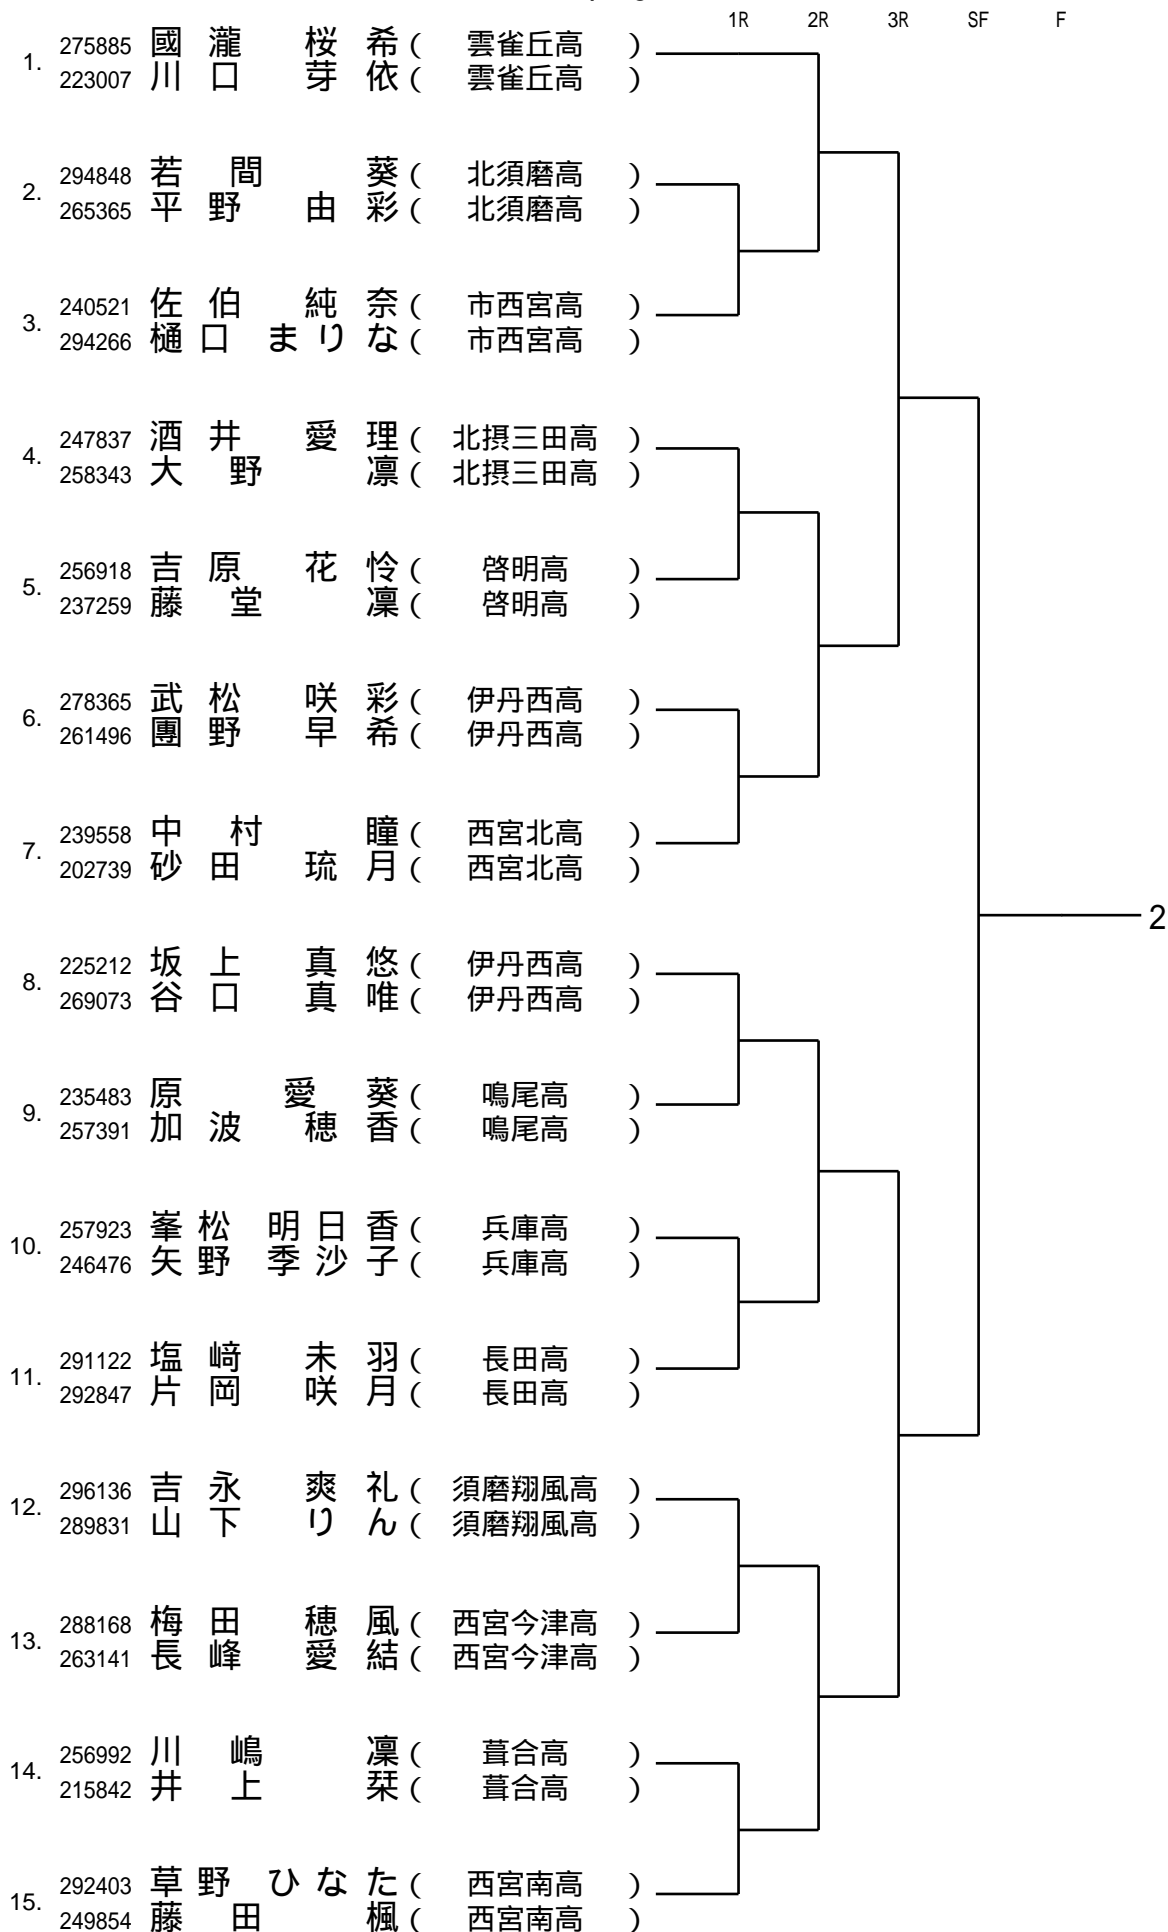 1R 2R 3R SF F
1. 275885 國瀧 桜希 ( 雲雀丘高 )
223007 川口 芽依 ( 雲雀丘高 )
2. 294848 若間 葵 ( 北須磨高 )
265365 平野 由彩 ( 北須磨高 )
3. 240521 佐伯 純奈 ( 市西宮高 )
294266 樋口 まりな ( 市西宮高 )
4. 247837 酒井 愛理 ( 北摂三田高 )
258343 大野 凛 ( 北摂三田高 )
5. 256918 吉原 花怜 ( 啓明高 )
237259 藤堂 凜 ( 啓明高 )
6. 278365 武松 咲彩 ( 伊丹西高 )
261496 團野 早希 ( 伊丹西高 )
7. 239558 中村 瞳 ( 西宮北高 )
202739 砂田 琉月 ( 西宮北高 )
2
8. 225212 坂上 真悠 ( 伊丹西高 )
269073 谷口 真唯 ( 伊丹西高 )
9. 235483 原 愛葵 ( 鳴尾高 )
257391 加波 穂香 ( 鳴尾高 )
10. 257923 峯松 明日香 ( 兵庫高 )
246476 矢野 季沙子 ( 兵庫高 )
11. 291122 塩﨑 未羽 ( 長田高 )
292847 片岡 咲月 ( 長田高 )
12. 296136 吉永 爽礼 ( 須磨翔風高 )
289831 山下 りん ( 須磨翔風高 )
13. 288168 梅田 穂風 ( 西宮今津高 )
263141 長峰 愛結 ( 西宮今津高 )
14. 256992 川嶋 凜 ( 葺合高 )
215842 井上 栞 ( 葺合高 )
15. 292403 草野 ひなた ( 西宮南高 )
249854 藤田 楓 ( 西宮南高 )